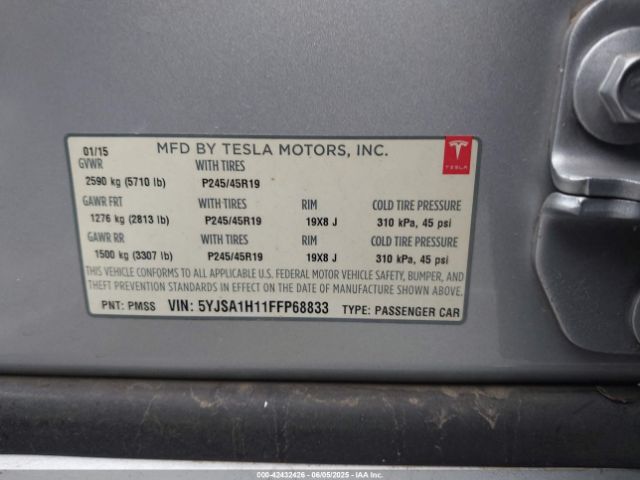 01/15 MFD BY TESLA MOTORS, INC.
TESLA
GVWR WITH TIRES
2590 kg (5710 lb) P245/45R19
GAWR FRT WITH TIRES RIM COLD TIRE PRESSURE
1276 kg (2813 lb) P245/45R19 19X8 J 310 kPa, 45 psi
GAWR RR WITH TIRES RIM COLD TIRE PRESSURE
1500 kg (3307 lb) P245/45R19 19X8 J 310 kPa, 45 psi
THIS VEHICLE CONFORMS TO ALL APPLICABLE U.S. FEDERAL MOTOR VEHICLE SAFETY, BUMPER, AND
THEFT PREVENTION STANDARDS IN EFFECT ON THE DATE OF MANUFACTURE SHOWN ABOVE.
PNT: PMSS VIN: 5YJSA1H11FFP68833 TYPE: PASSENGER CAR
000-42432426 - 06/05/2025 - IAA, Inc.